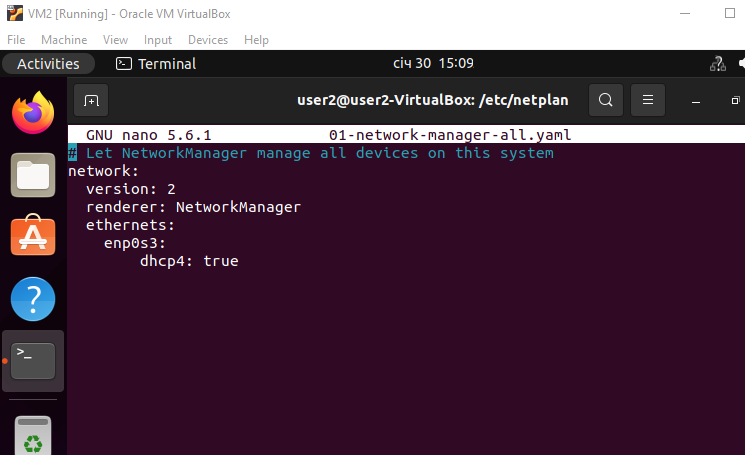 VM2 [Running] - Oracle VM VirtualBox
File Machine View Input Devices Help
Activities Terminal січ 30 15:09
user2@user2-VirtualBox: /etc/netplan
GNU nano 5.6.1 01-network-manager-all.yaml
# Let NetworkManager manage all devices on this system
network:
  version: 2
  renderer: NetworkManager
  ethernets:
    enp0s3:
        dhcp4: true
>_
?